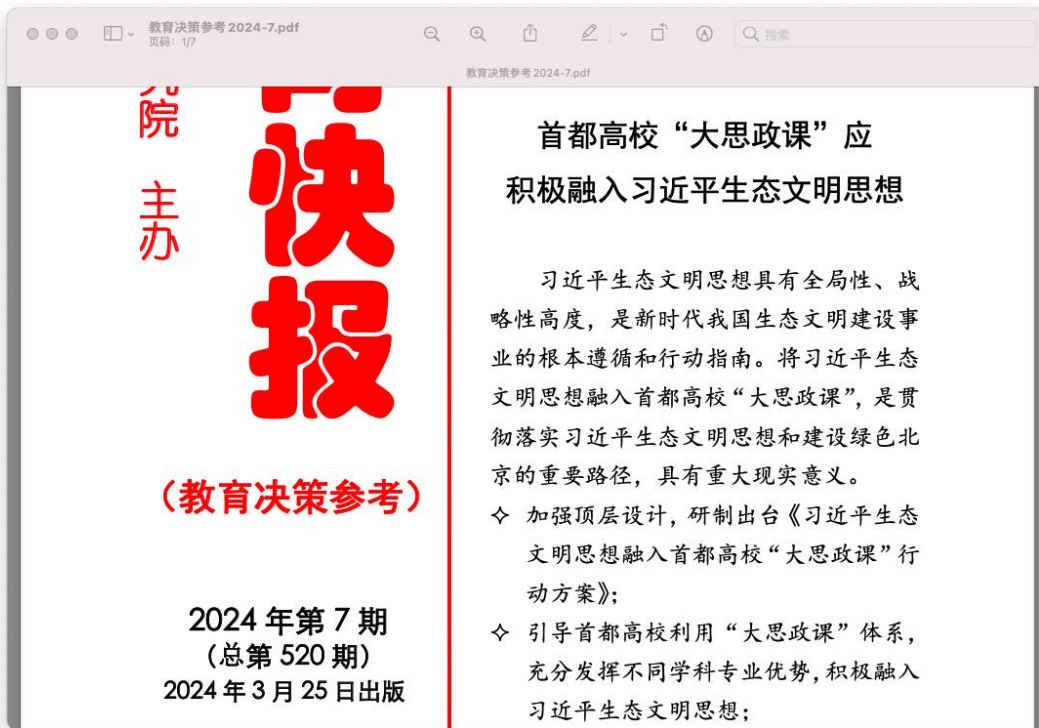 教育决策参考2024-7.pdf
页码: 1/7
搜索
教育决策参考2024-7.pdf
院
主办
快报
（教育决策参考）
2024 年第 7 期
（总第 520 期）
2024 年 3 月 25 日出版
首都高校“大思政课”应
积极融入习近平生态文明思想
习近平生态文明思想具有全局性、战
略性高度，是新时代我国生态文明建设事
业的根本遵循和行动指南。将习近平生态
文明思想融入首都高校“大思政课”，是贯
彻落实习近平生态文明思想和建设绿色北
京的重要路径，具有重大现实意义。
✧ 加强顶层设计，研制出台《习近平生态
文明思想融入首都高校“大思政课”行
动方案》；
✧ 引导首都高校利用“大思政课”体系，
充分发挥不同学科专业优势，积极融入
习近平生态文明思想；